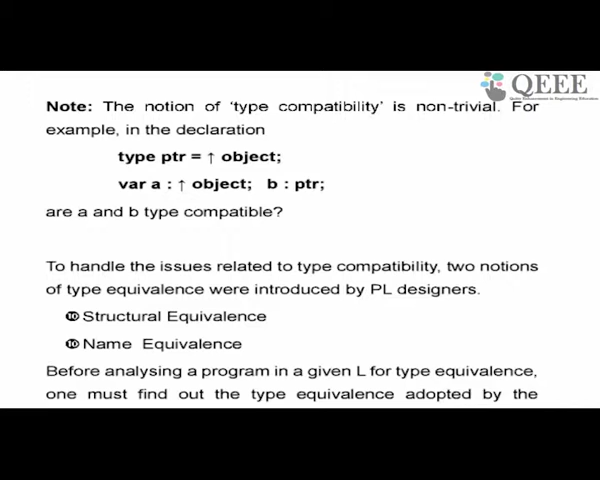 QEEE
Note: The notion of 'type compatibility' is non-trivial. For
example, in the declaration
type ptr = ↑ object;
var a : ↑ object; b : ptr;
are a and b type compatible?
To handle the issues related to type compatibility, two notions
of type equivalence were introduced by PL designers.
❿ Structural Equivalence
❿ Name Equivalence
Before analysing a program in a given L for type equivalence,
one must find out the type equivalence adopted by the